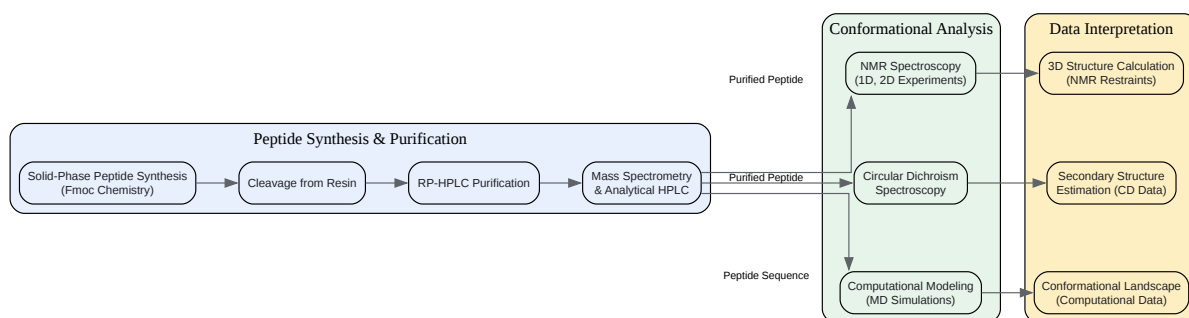 Conformational Analysis
Data Interpretation
NMR Spectroscopy
(1D, 2D Experiments)
3D Structure Calculation
(NMR Restraints)
Purified Peptide
Peptide Synthesis & Purification
Solid-Phase Peptide Synthesis
(Fmoc Chemistry)
Cleavage from Resin
RP-HPLC Purification
Mass Spectrometry
& Analytical HPLC
Purified Peptide
Circular Dichroism
Spectroscopy
Secondary Structure
Estimation (CD Data)
Peptide Sequence
Computational Modeling
(MD Simulations)
Conformational Landscape
(Computational Data)